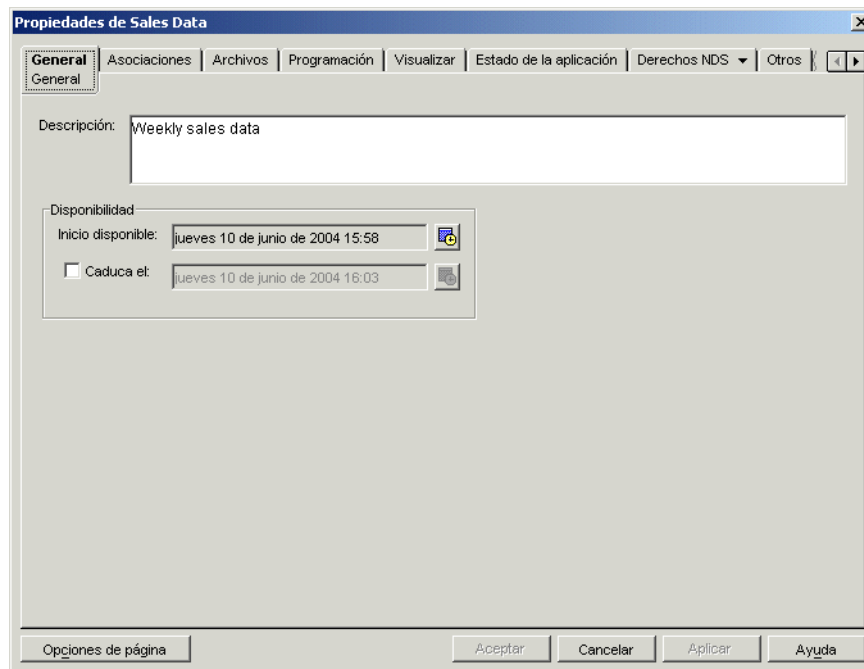 Propiedades de Sales Data
General Asociaciones Archivos Programación Visualizar Estado de la aplicación Derechos NDS Otros
General
Descripción: Weekly sales data
Disponibilidad
Inicio disponible: jueves 10 de junio de 2004 15:58
Caduca el: jueves 10 de junio de 2004 16:03
Opciones de página Aceptar Cancelar Aplicar Ayuda